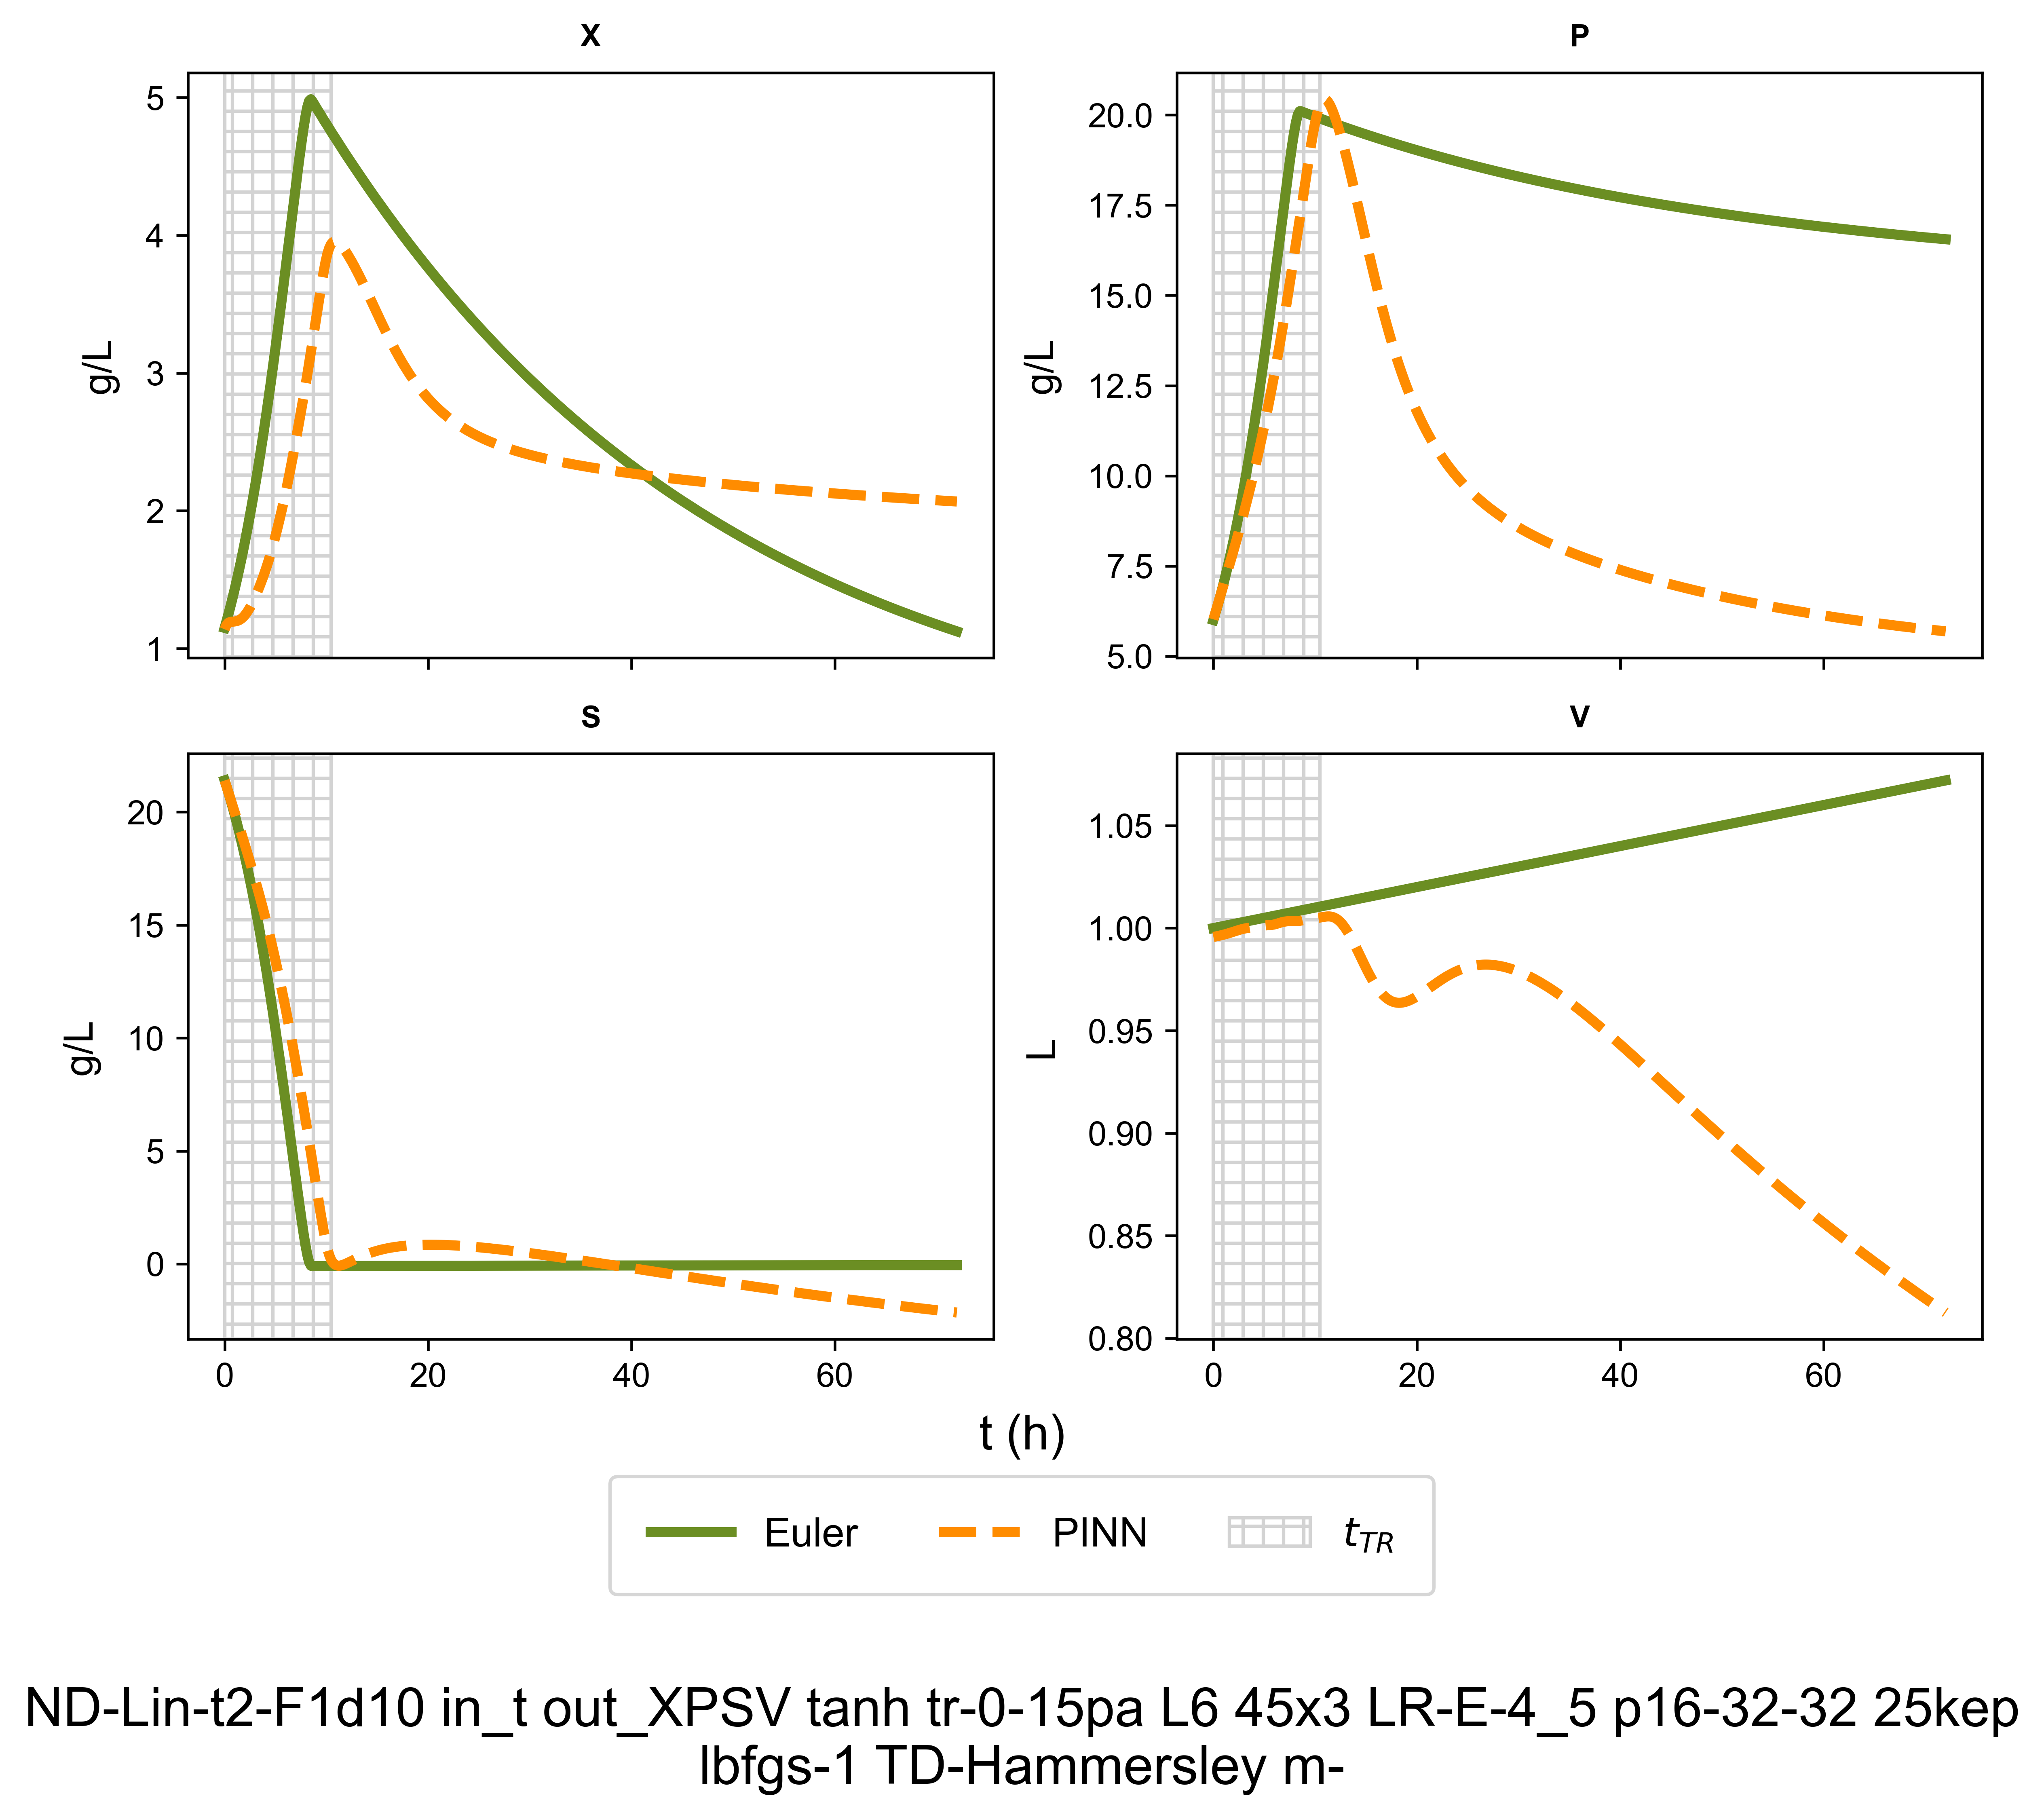 X
5
4
3
2
1
g/L
P
20.0
17.5
15.0
12.5
10.0
7.5
5.0
g/L
S
20
15
10
5
0
g/L
0 20 40 60
V
1.05
1.00
0.95
0.90
0.85
0.80
L
0 20 40 60
t (h)
Euler PINN t_TR
ND-Lin-t2-F1d10 in_t out_XPSV tanh tr-0-15pa L6 45x3 LR-E-4_5 p16-32-32 25kep
lbfgs-1 TD-Hammersley m-